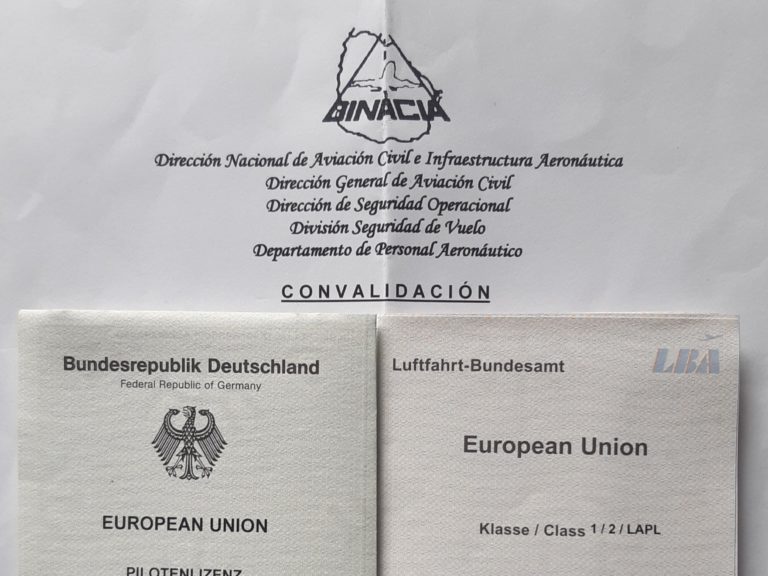 DINACIA
Dirección Nacional de Aviación Civil e Infraestructura Aeronáutica
Dirección General de Aviación Civil
Dirección de Seguridad Operacional
División Seguridad de Vuelo
Departamento de Personal Aeronáutico
CONVALIDACIÓN
Bundesrepublik Deutschland
Federal Republic of Germany
EUROPEAN UNION
PILOTENLIZENZ
Luftfahrt-Bundesamt
LBA
European Union
Klasse / Class 1 / 2 / LAPL